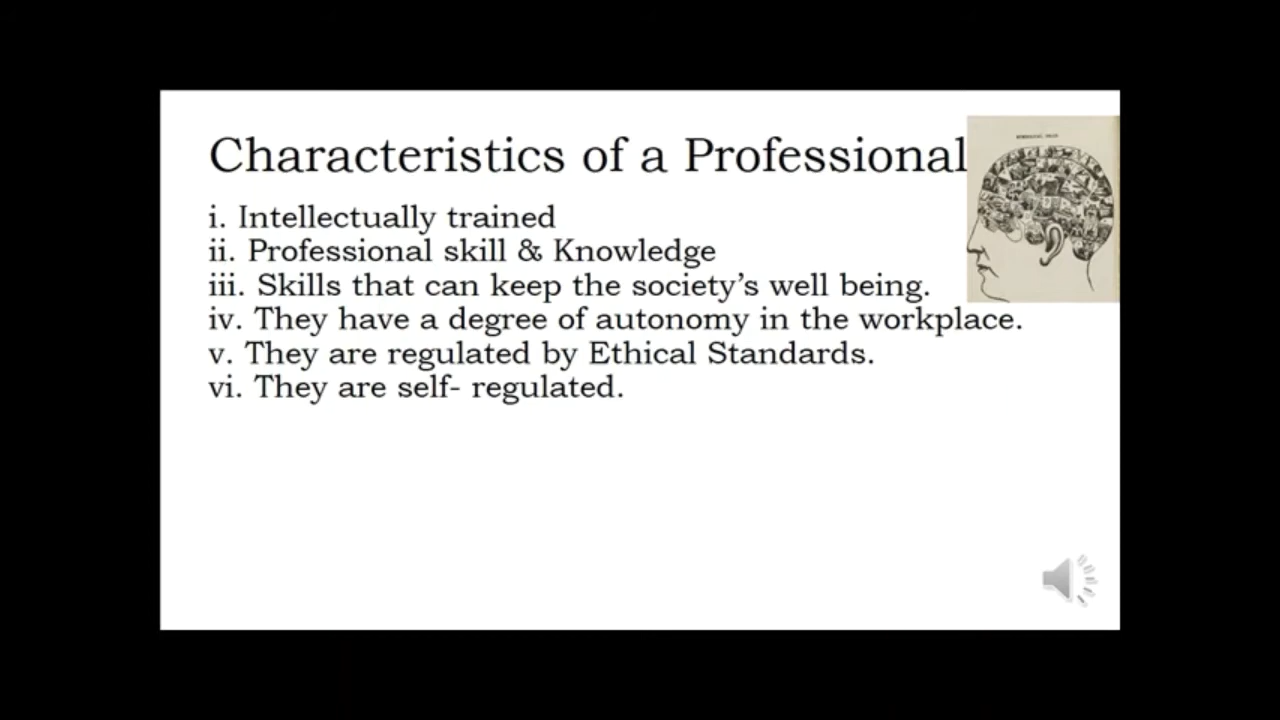 Characteristics of a Professional
i. Intellectually trained
ii. Professional skill & Knowledge
iii. Skills that can keep the society’s well being.
iv. They have a degree of autonomy in the workplace.
v. They are regulated by Ethical Standards.
vi. They are self- regulated.